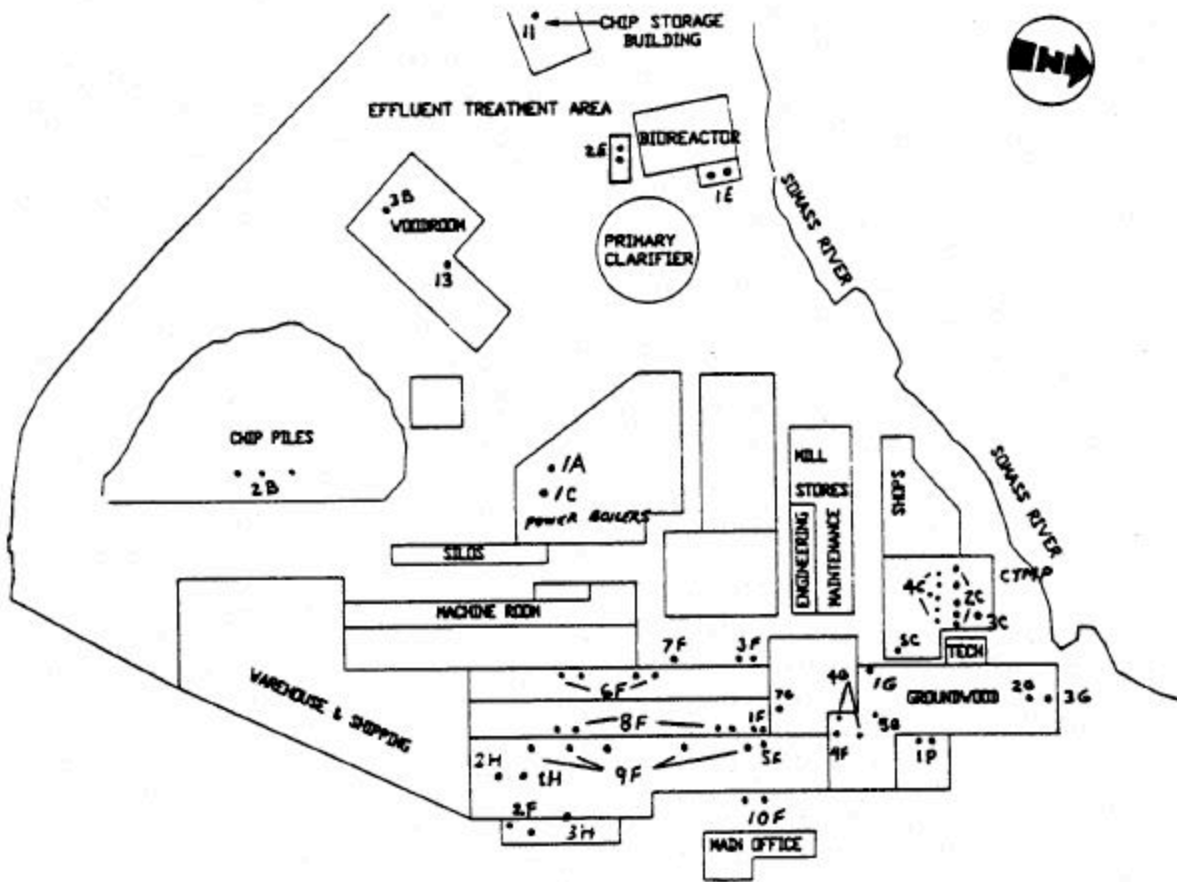 11
CHIP STORAGE
BUILDING
N
EFFLUENT TREATMENT AREA
BIOREACTOR
2E
1E
SOMASS RIVER
3B
WOODROOM
13
PRIMARY
CLARIFIER
CHIP PILES
2B
1A
1C
POWER BOILERS
SILOS
MILL
STORES
ENGINEERING
MAINTENANCE
SHOPS
SOMASS RIVER
CTMP
4C
2C
3C
5C
TECH
MACHINE ROOM
WAREHOUSE & SHIPPING
7F
3F
6F
7G
4G
1G
GROUNDWOOD
2G
3G
8F
1F
5G
4F
1P
2H
9F
5F
2F
3H
10F
MAIN OFFICE